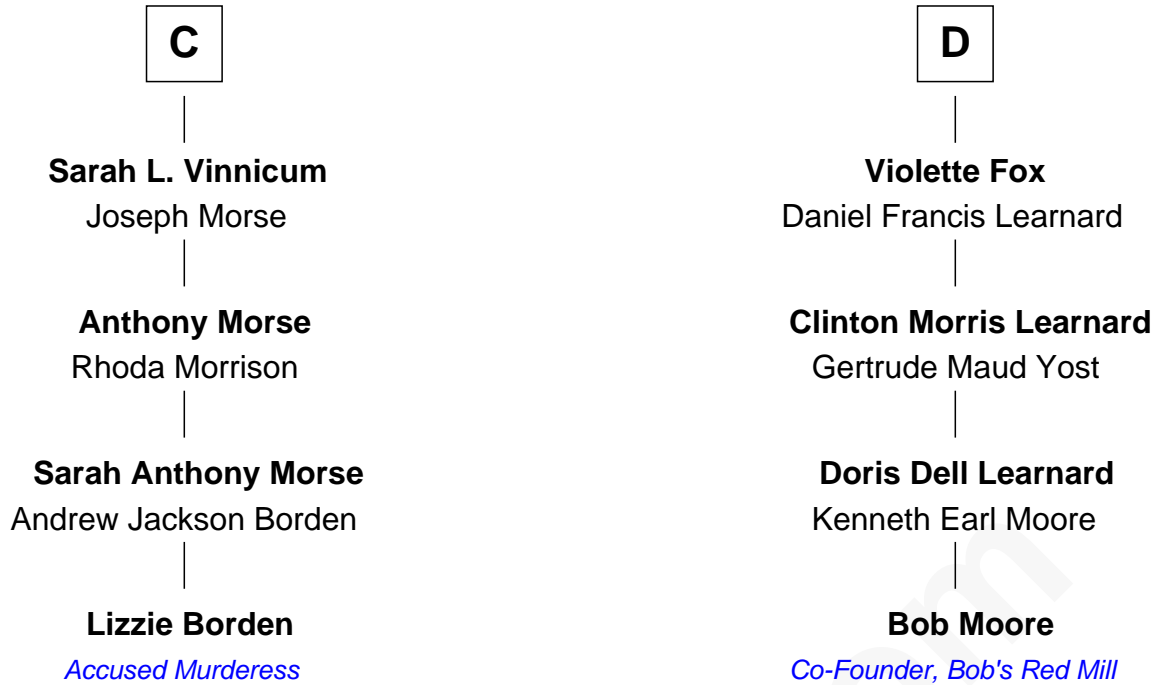 C
Sarah L. Vinnicum
Joseph Morse
Anthony Morse
Rhoda Morrison
Sarah Anthony Morse
Andrew Jackson Borden
Lizzie Borden
Accused Murderess
D
Violette Fox
Daniel Francis Learnard
Clinton Morris Learnard
Gertrude Maud Yost
Doris Dell Learnard
Kenneth Earl Moore
Bob Moore
Co-Founder, Bob's Red Mill